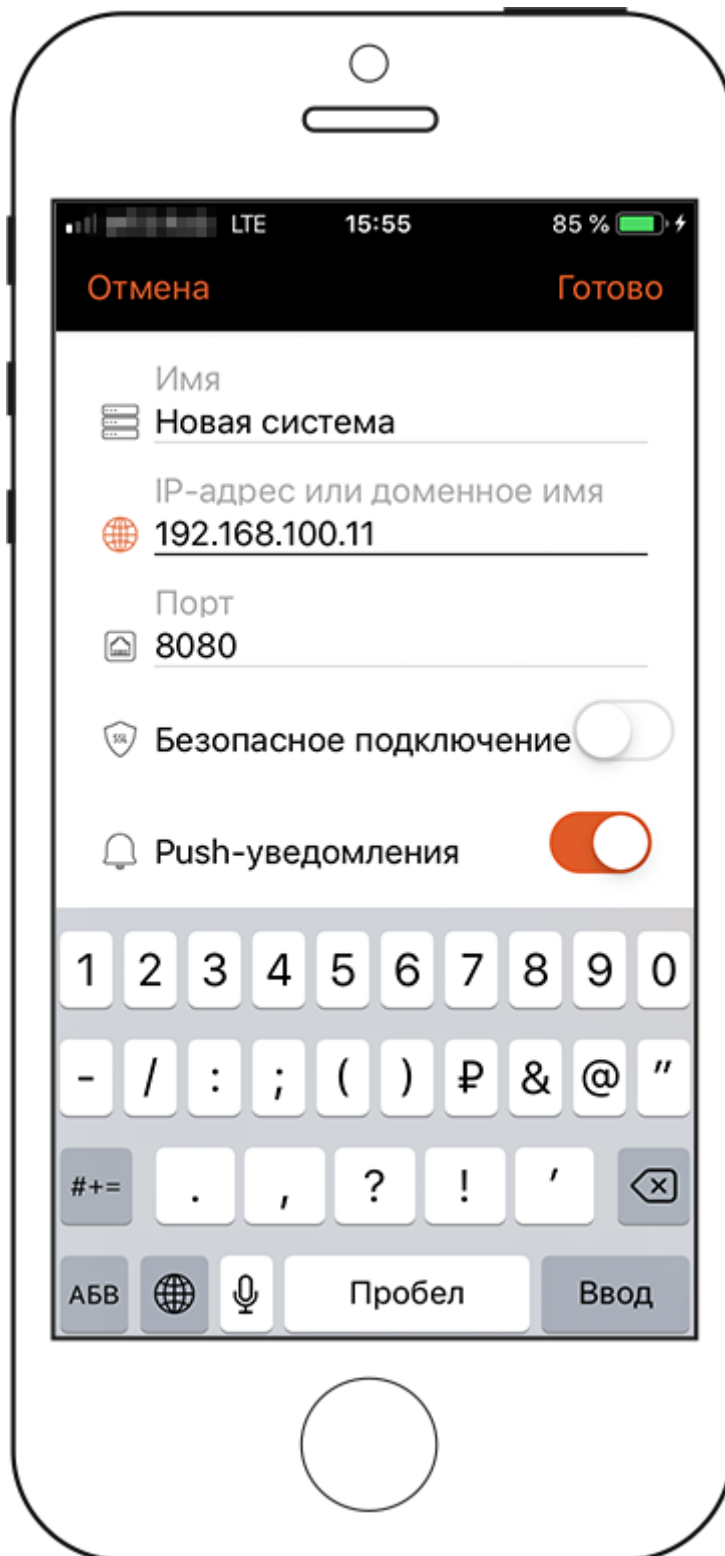 LTE 15:55 85 %
Отмена Готово
Имя
Новая система
IP-адрес или доменное имя
192.168.100.11
Порт
8080
SSL Безопасное подключение
Push-уведомления
1 2 3 4 5 6 7 8 9 0
- / : ; ( ) ₽ & @ "
#+= . , ? ! '
АБВ Пробел Ввод